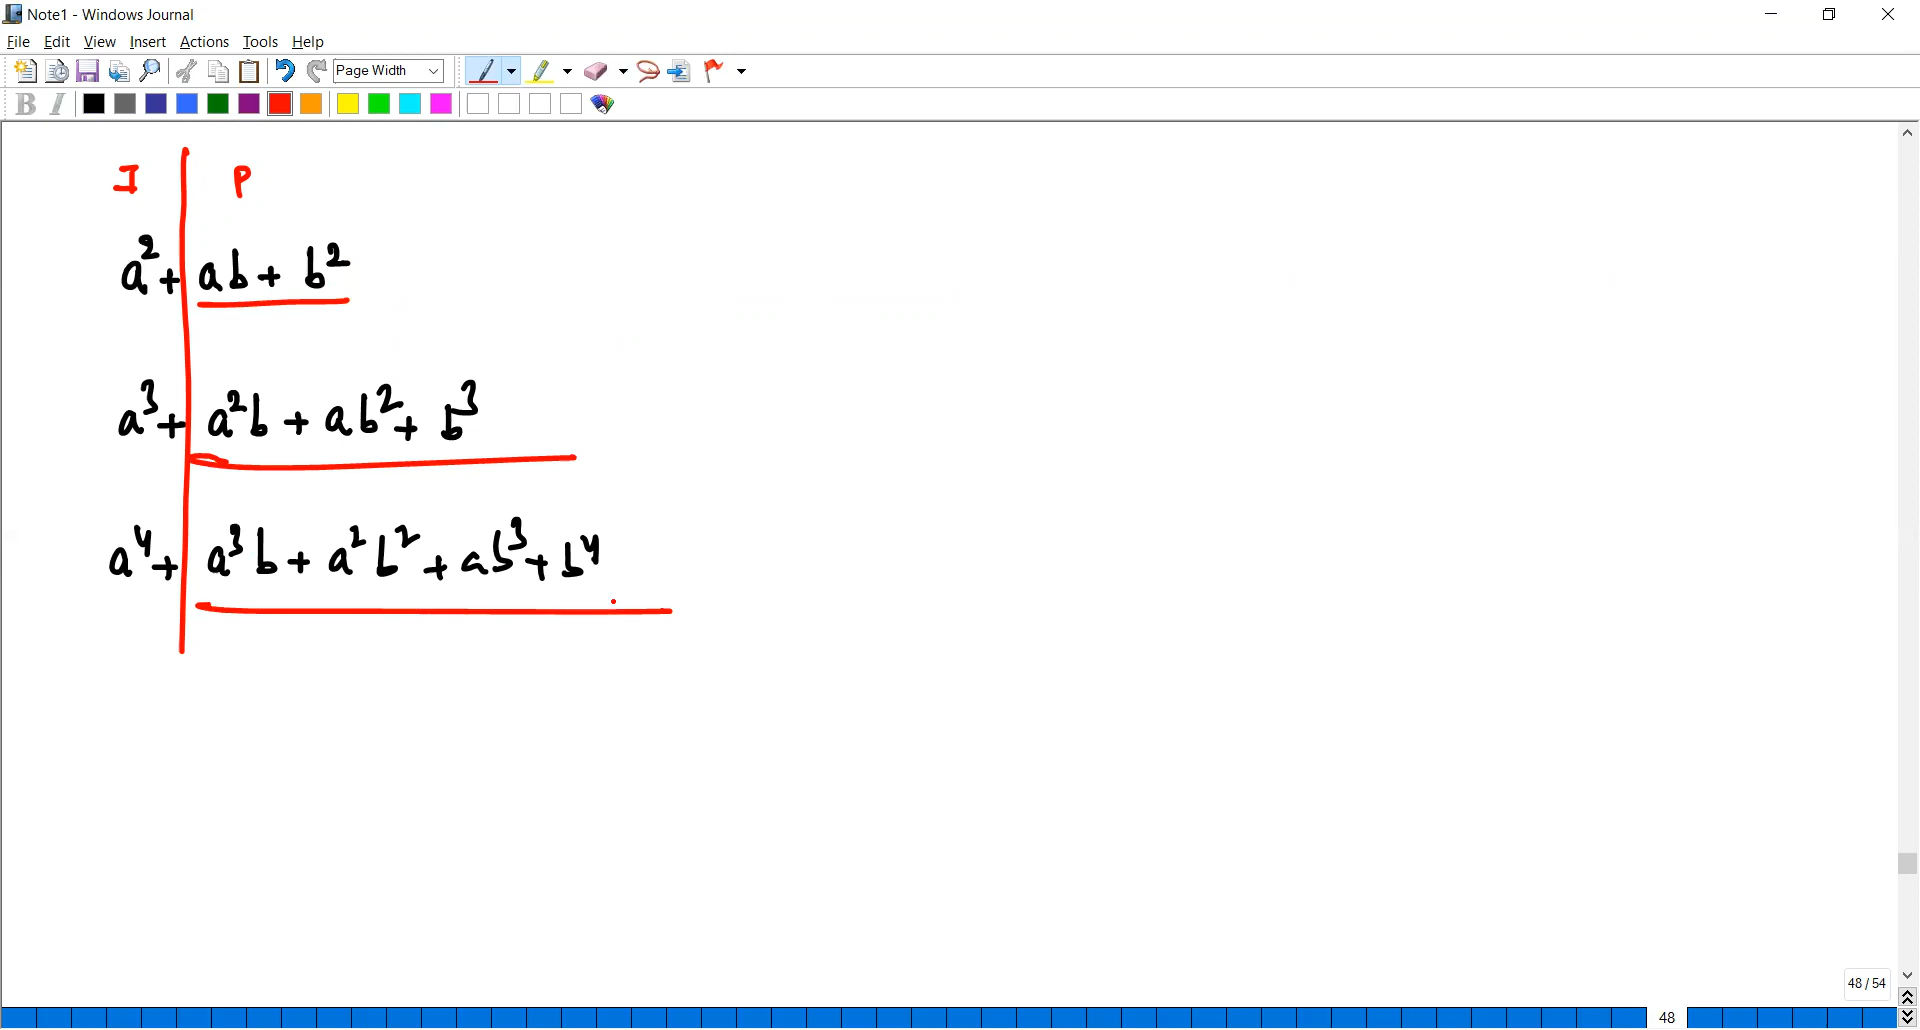 Note1 - Windows Journal
File Edit View Insert Actions Tools Help
Page Width
B I
I P
a² + ab + b²
a³ + a²b + ab² + b³
a⁴ + a³b + a²b² + ab³ + b⁴
48 / 54
48